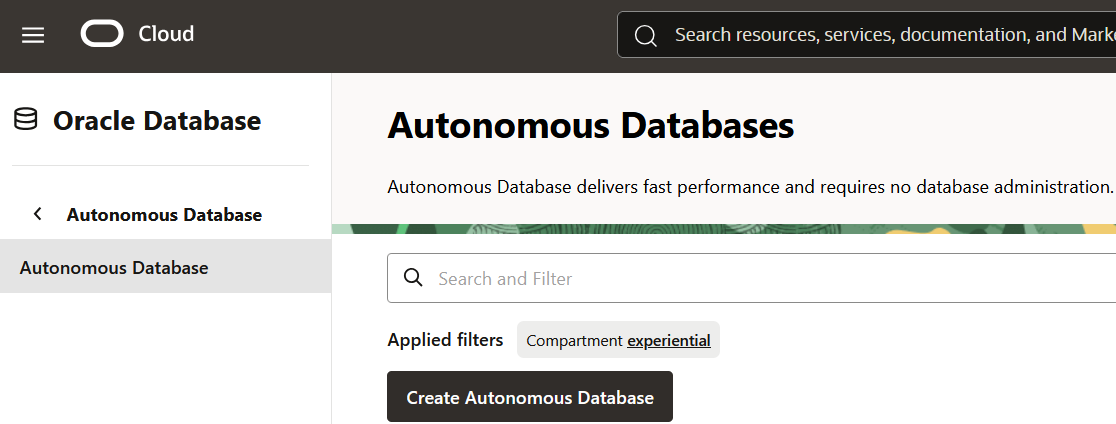 Cloud
Search resources, services, documentation, and
Oracle Database
Autonomous Database
Autonomous Database
Autonomous Databases
Autonomous Database delivers fast performance and requires no database administration.
Search and Filter
Applied filters Compartment experiential
Create Autonomous Database